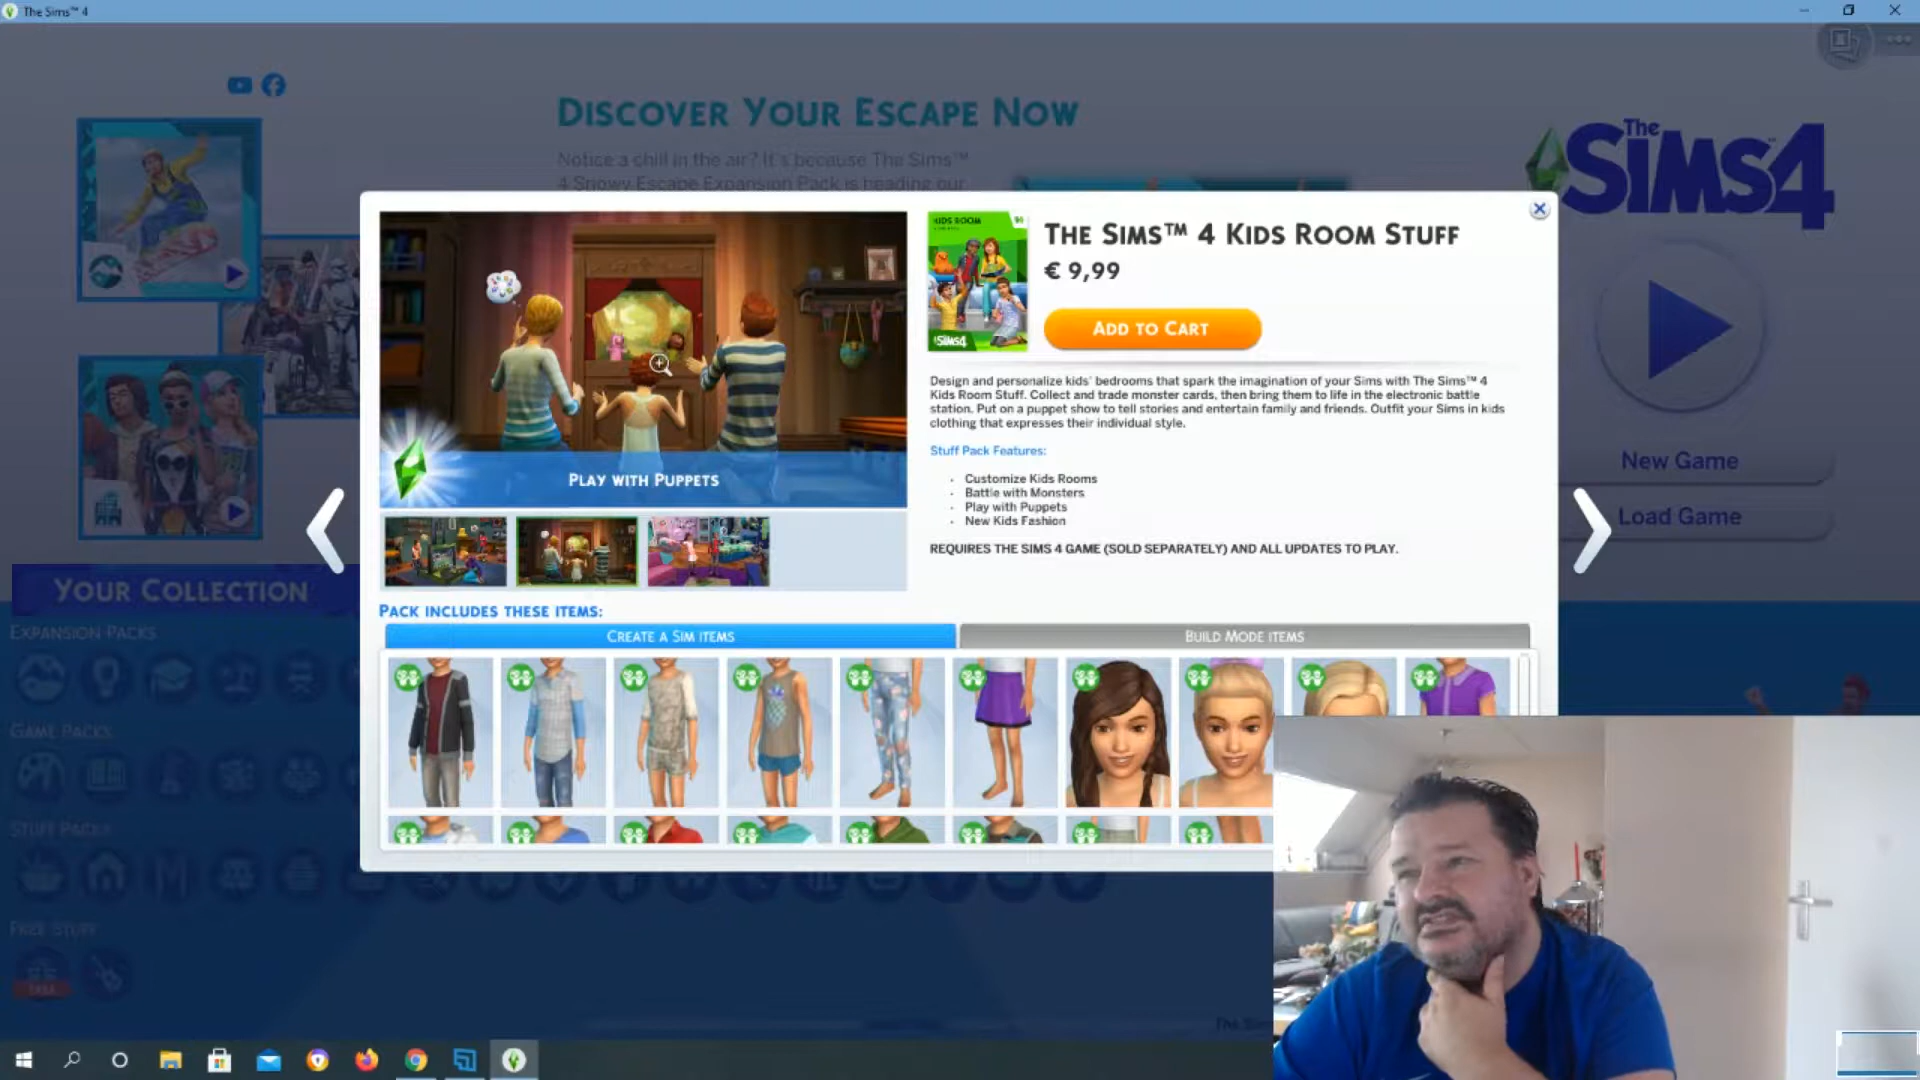 The Sims™ 4
DISCOVER YOUR ESCAPE NOW
Notice a chill in the air? It's because The Sims™
4 Snowy Escape Expansion Pack is heading our
The SIMS 4
New Game
Load Game
YOUR COLLECTION
EXPANSION PACKS
GAME PACKS
STUFF PACKS
FREE STUFF
KIDS ROOM
SIMS4
THE SIMS™ 4 KIDS ROOM STUFF
€ 9,99
ADD TO CART
Design and personalize kids' bedrooms that spark the imagination of your Sims with The Sims™ 4
Kids Room Stuff. Collect and trade monster cards, then bring them to life in the electronic battle
station. Put on a puppet show to tell stories and entertain family and friends. Outfit your Sims in kids
clothing that expresses their individual style.
Stuff Pack Features:
· Customize Kids Rooms
· Battle with Monsters
· Play with Puppets
· New Kids Fashion
REQUIRES THE SIMS 4 GAME (SOLD SEPARATELY) AND ALL UPDATES TO PLAY.
PLAY WITH PUPPETS
PACK INCLUDES THESE ITEMS:
CREATE A SIM ITEMS
BUILD MODE ITEMS